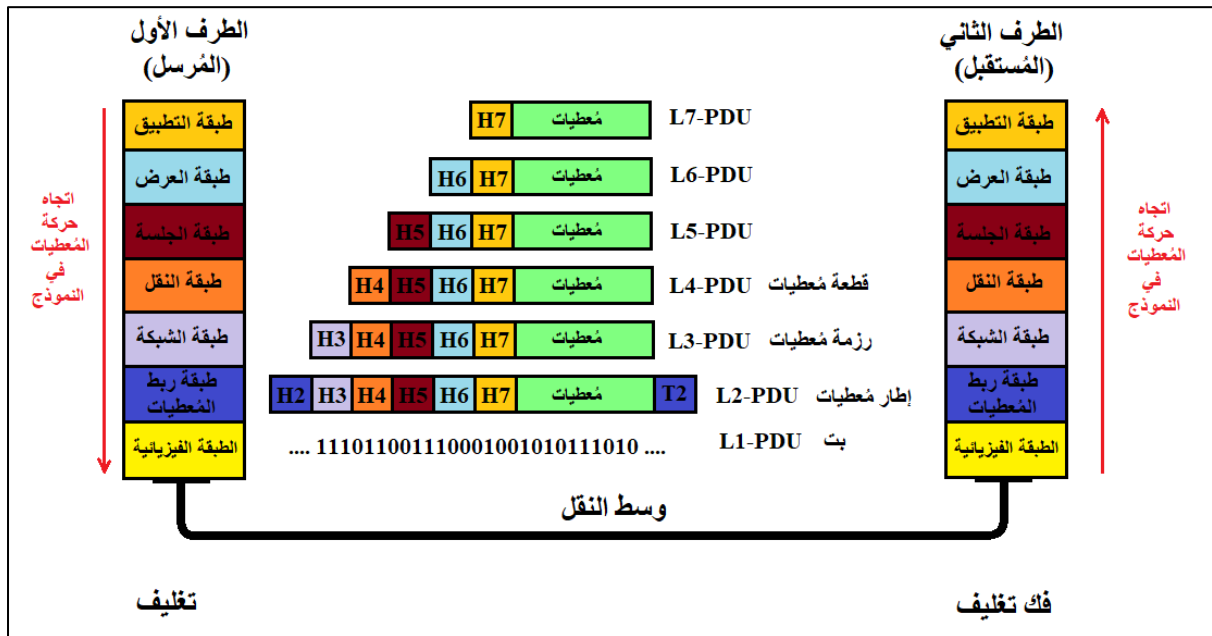 الطرف الأول
(المُرسل)
الطرف الثاني
(المُستقبل)
طبقة التطبيق
طبقة العرض
طبقة الجلسة
طبقة النقل
طبقة الشبكة
طبقة ربط
المُعطيات
الطبقة الفيزيائية
اتجاه
حركة
المُعطيات
في
النموذج
H7 مُعطيات L7-PDU
H6 H7 مُعطيات L6-PDU
H5 H6 H7 مُعطيات L5-PDU
H4 H5 H6 H7 مُعطيات L4-PDU قطعة مُعطيات
H3 H4 H5 H6 H7 مُعطيات L3-PDU رزمة مُعطيات
H2 H3 H4 H5 H6 H7 مُعطيات T2 L2-PDU إطار مُعطيات
.... 111011001110001001010111010 .... L1-PDU بت
طبقة التطبيق
طبقة العرض
طبقة الجلسة
طبقة النقل
طبقة الشبكة
طبقة ربط
المُعطيات
الطبقة الفيزيائية
اتجاه
حركة
المُعطيات
في
النموذج
وسط النقل
تغليف
فك تغليف